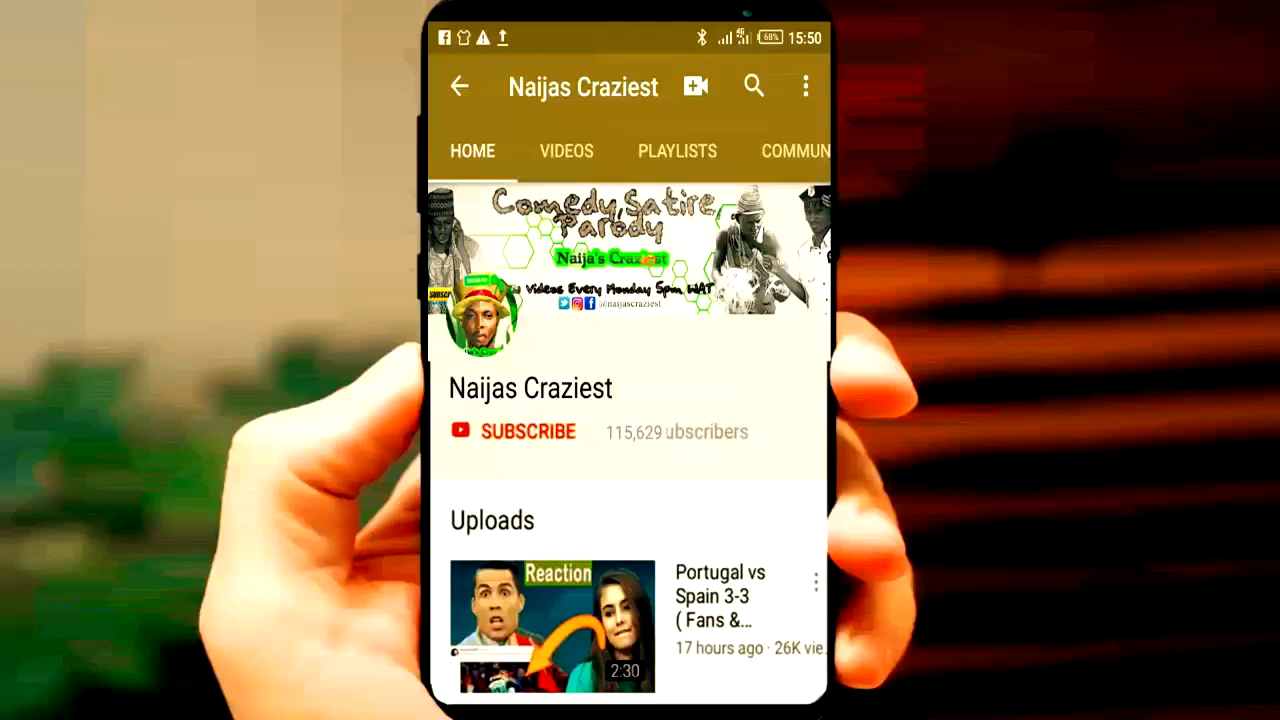 68% 15:50
Naijas Craziest
HOME VIDEOS PLAYLISTS COMMUN
Comedy, Satire
Parody
Naija's Craziest
Videos Every Monday 5pm WAT
@naijascraziest
Naijas Craziest
SUBSCRIBE 115,629 ubscribers
Uploads
Reaction
2:30
Portugal vs
Spain 3-3
( Fans &...
17 hours ago · 26K vie